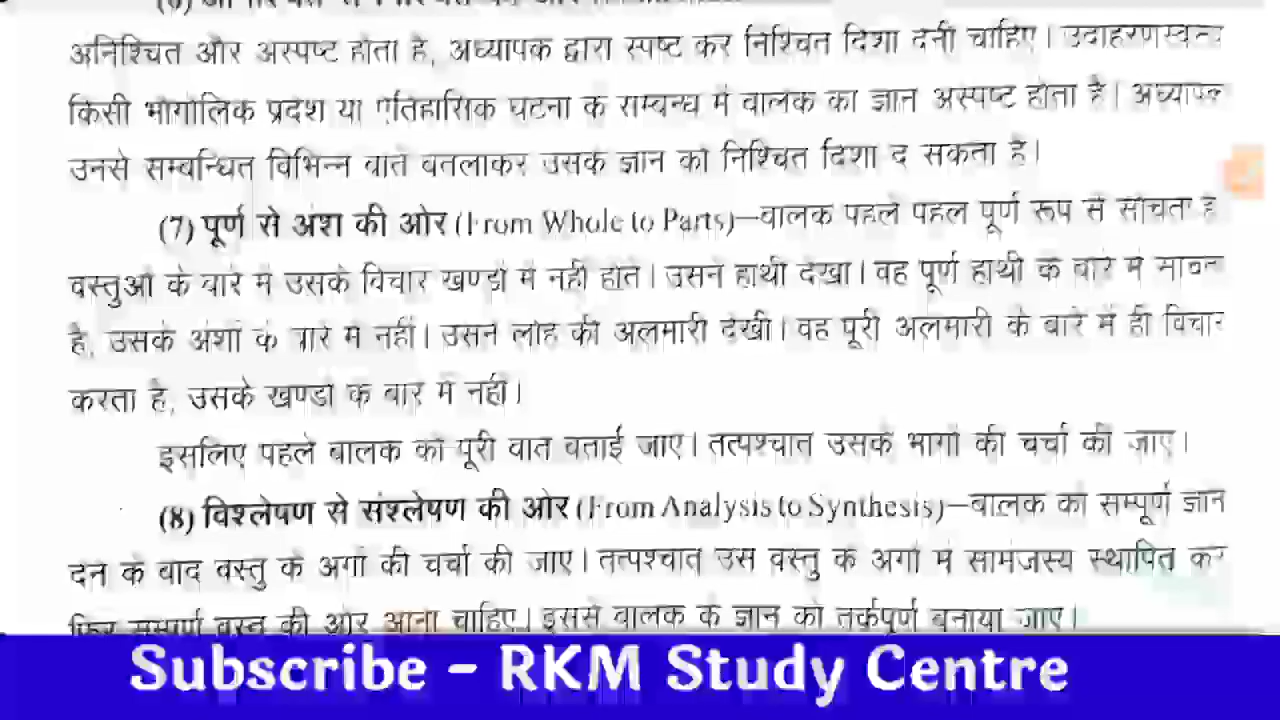 अनिश्चित और अस्पष्ट होता है, अध्यापक द्वारा स्पष्ट कर निश्चित दिशा देनी चाहिए। उदाहरणस्वरूप
किसी भौगोलिक प्रदेश या ऐतिहासिक घटना के सम्बन्ध में बालक का ज्ञान अस्पष्ट होता है। अध्यापक
उनसे सम्बन्धित विभिन्न बातें बतलाकर उसके ज्ञान को निश्चित दिशा दे सकता है।
(7) पूर्ण से अंश की ओर (From Whole to Parts)—बालक पहले पहल पूर्ण रूप से सोचता है
वस्तुओं के बारे में उसके विचार खण्डों में नहीं होते। उसने हाथी देखा। वह पूर्ण हाथी के बारे में
है, उसके अंशों के बारे में नहीं। उसने लोहे की अलमारी देखी। वह पूरी अलमारी के बारे में ही विचार
करता है, उसके खण्डों के बारे में नहीं।
इसलिए पहले बालक को पूरी बात बताई जाए। तत्पश्चात उसके भागों की चर्चा की जाए।
(8) विश्लेषण से संश्लेषण की ओर (From Analysis to Synthesis)—बालक को सम्पूर्ण ज्ञान
देने के बाद वस्तु के अंगों की चर्चा की जाए। तत्पश्चात उस वस्तु के अंगों में सामंजस्य स्थापित कर
फिर सम्पूर्ण वस्तु की ओर आना चाहिए। इससे बालक के ज्ञान को तर्कपूर्ण बनाया जाए।
Subscribe - RKM Study Centre